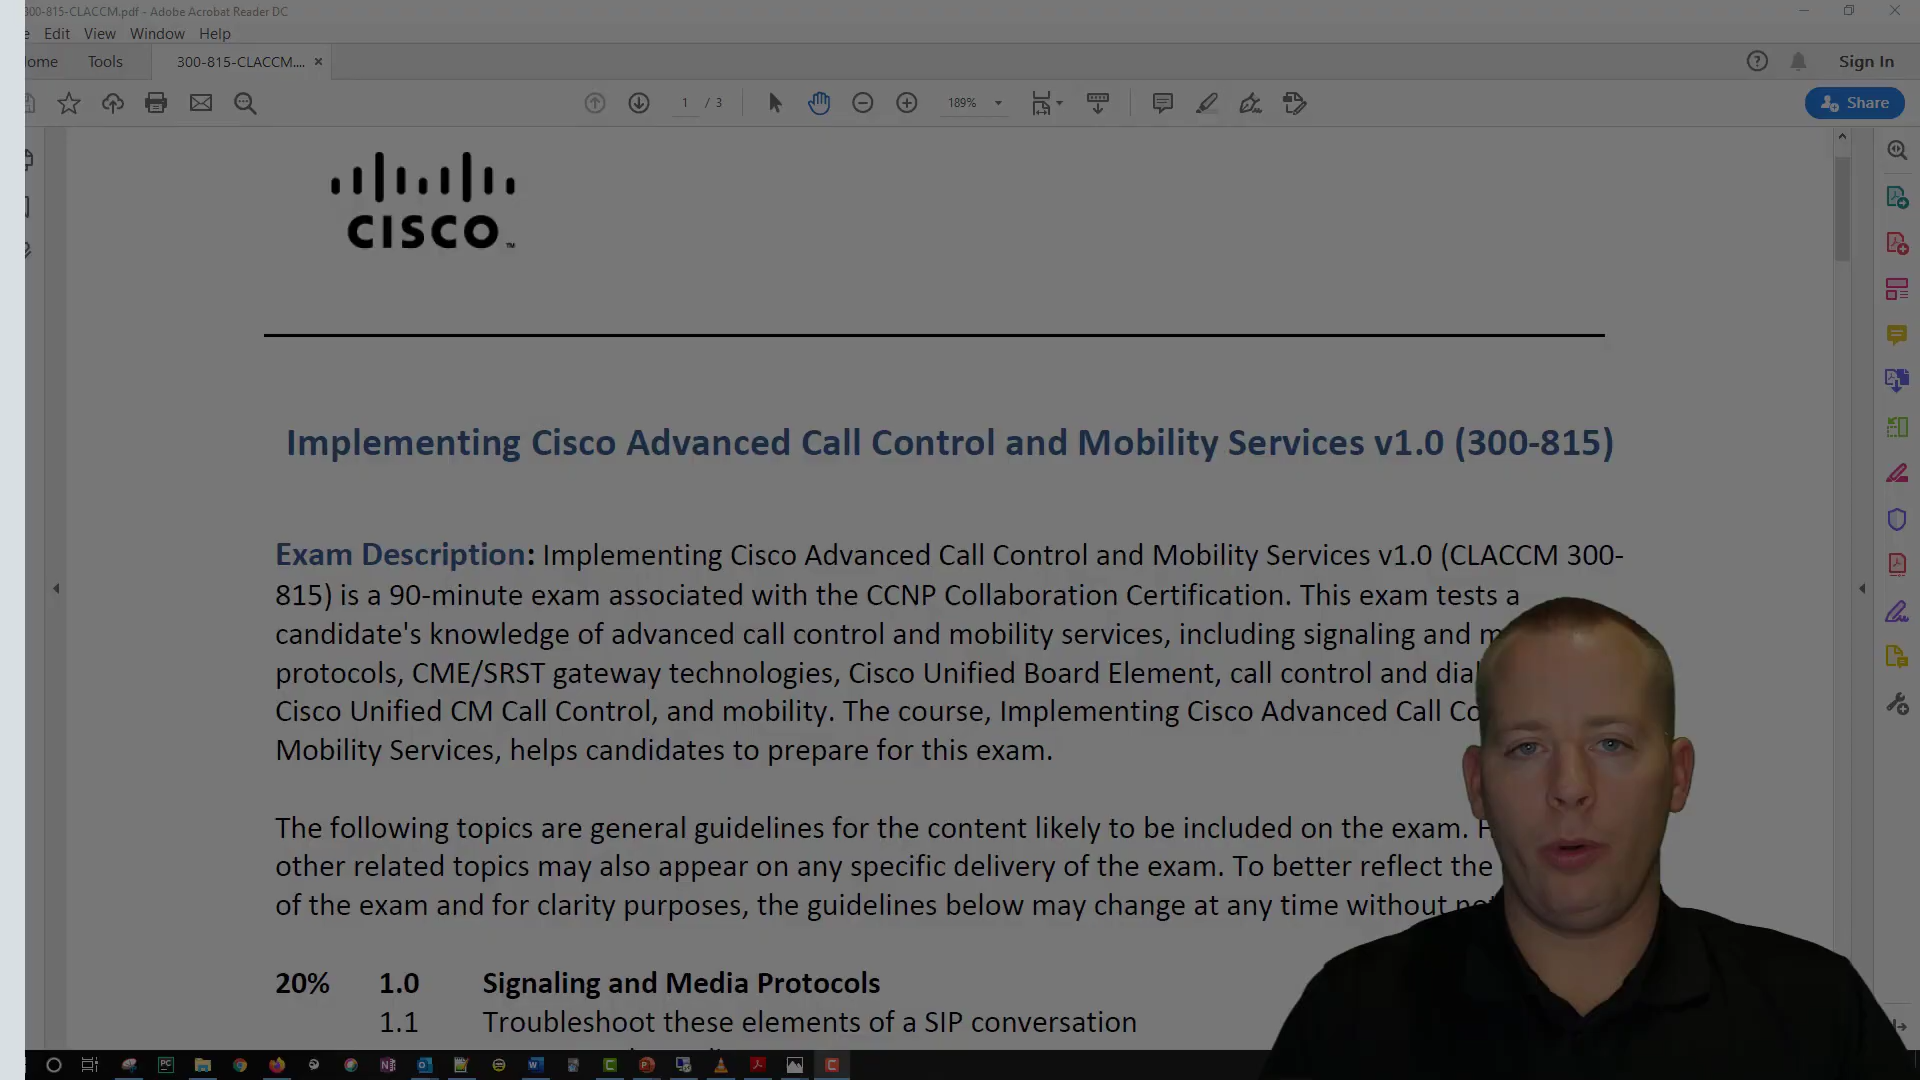 300-815-CLACCM.pdf - Adobe Acrobat Reader DC
Edit View Window Help
Tools 300-815-CLACCM.... × Sign In
1 / 3 189% Share
CISCO™
Implementing Cisco Advanced Call Control and Mobility Services v1.0 (300-815)
Exam Description: Implementing Cisco Advanced Call Control and Mobility Services v1.0 (CLACCM 300-
815) is a 90-minute exam associated with the CCNP Collaboration Certification. This exam tests a
candidate's knowledge of advanced call control and mobility services, including signaling and
protocols, CME/SRST gateway technologies, Cisco Unified Board Element, call control and
Cisco Unified CM Call Control, and mobility. The course, Implementing Cisco Advanced Call
Mobility Services, helps candidates to prepare for this exam.
The following topics are general guidelines for the content likely to be included on the exam.
other related topics may also appear on any specific delivery of the exam. To better reflect the
of the exam and for clarity purposes, the guidelines below may change at any time without
20% 1.0 Signaling and Media Protocols
1.1 Troubleshoot these elements of a SIP conversation